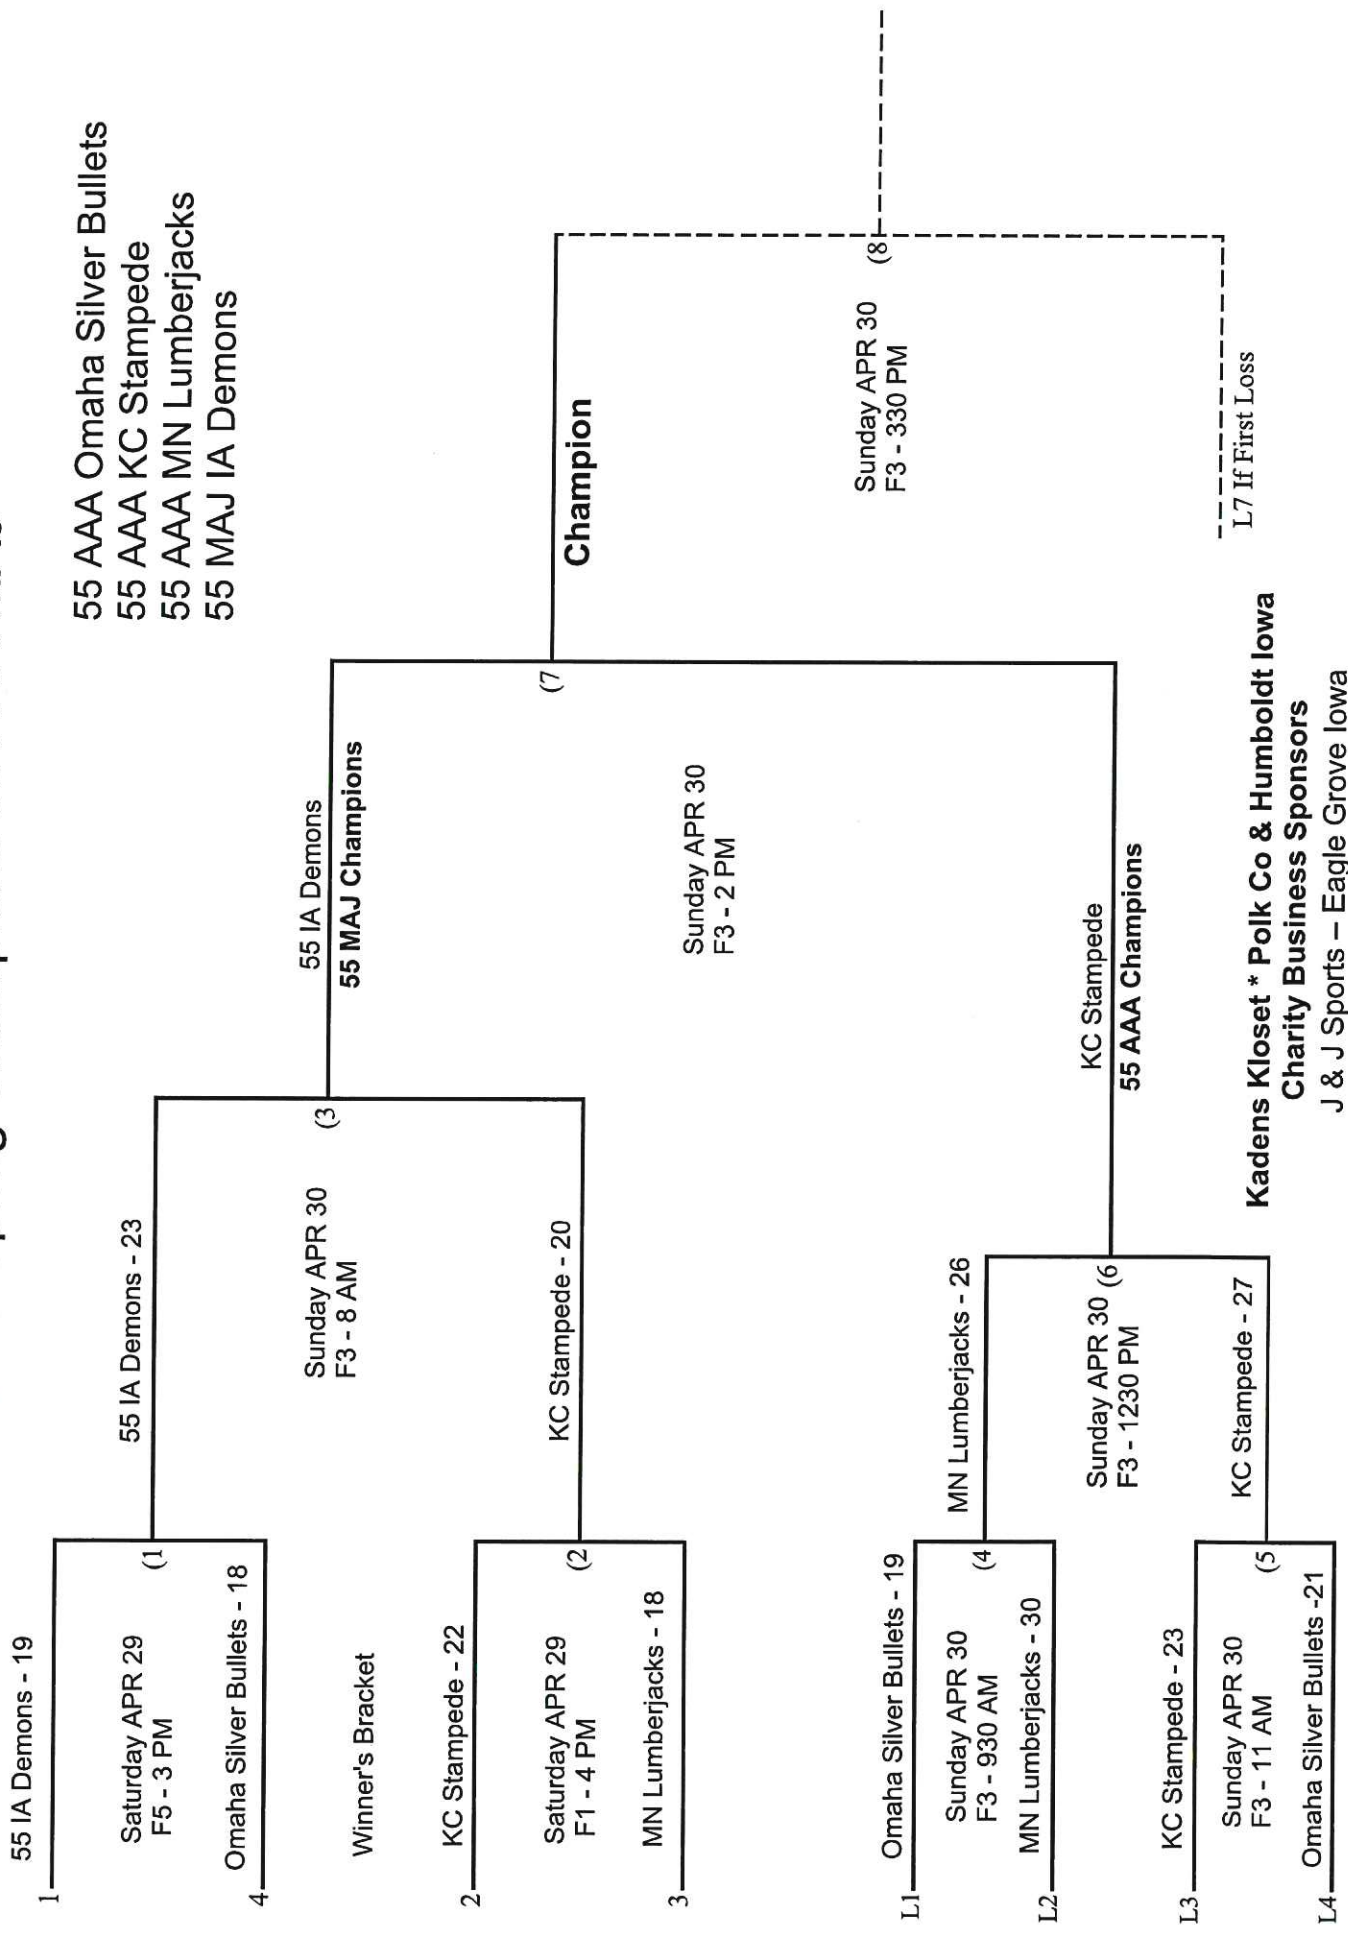 55 AAA Omaha Silver Bullets
55 AAA KC Stampede
55 AAA MN Lumberjacks
55 MAJ IA Demons
1
55 IA Demons - 19
Saturday APR 29
F5 - 3 PM
(1
Omaha Silver Bullets - 18
4
55 IA Demons - 23
Sunday APR 30
F3 - 8 AM
(3
Winner's Bracket
2
KC Stampede - 22
Saturday APR 29
F1 - 4 PM
(2
MN Lumberjacks - 18
3
KC Stampede - 20
55 IA Demons
55 MAJ Champions
Sunday APR 30
F3 - 2 PM
(7
Champion
Sunday APR 30
F3 - 330 PM
(8
L7 If First Loss
L1
Omaha Silver Bullets - 19
Sunday APR 30
F3 - 930 AM
(4
MN Lumberjacks - 30
L2
MN Lumberjacks - 26
Sunday APR 30
F3 - 1230 PM
(6
L3
KC Stampede - 23
Sunday APR 30
F3 - 11 AM
(5
Omaha Silver Bullets -21
L4
KC Stampede - 27
KC Stampede
55 AAA Champions
Kadens Kloset * Polk Co & Humboldt Iowa
Charity Business Sponsors
J & J Sports – Eagle Grove Iowa